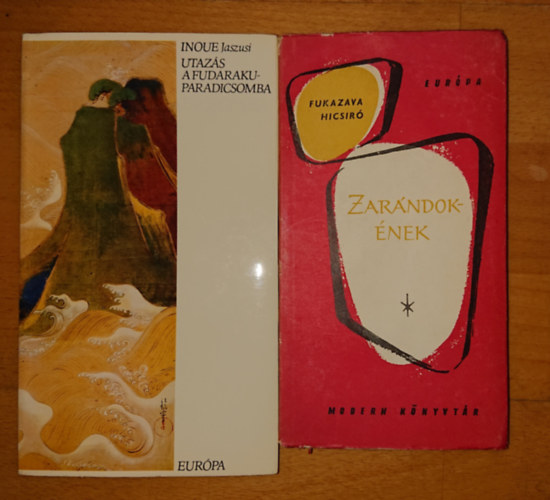 INOUE Jaszusi
UTAZÁS
A FUDARAKU-
PARADICSOMBA
EURÓPA
EURÓPA
FUKAZAVA
HICSIRÓ
ZARÁNDOK-
ÉNEK
MODERN KÖNYVTÁR